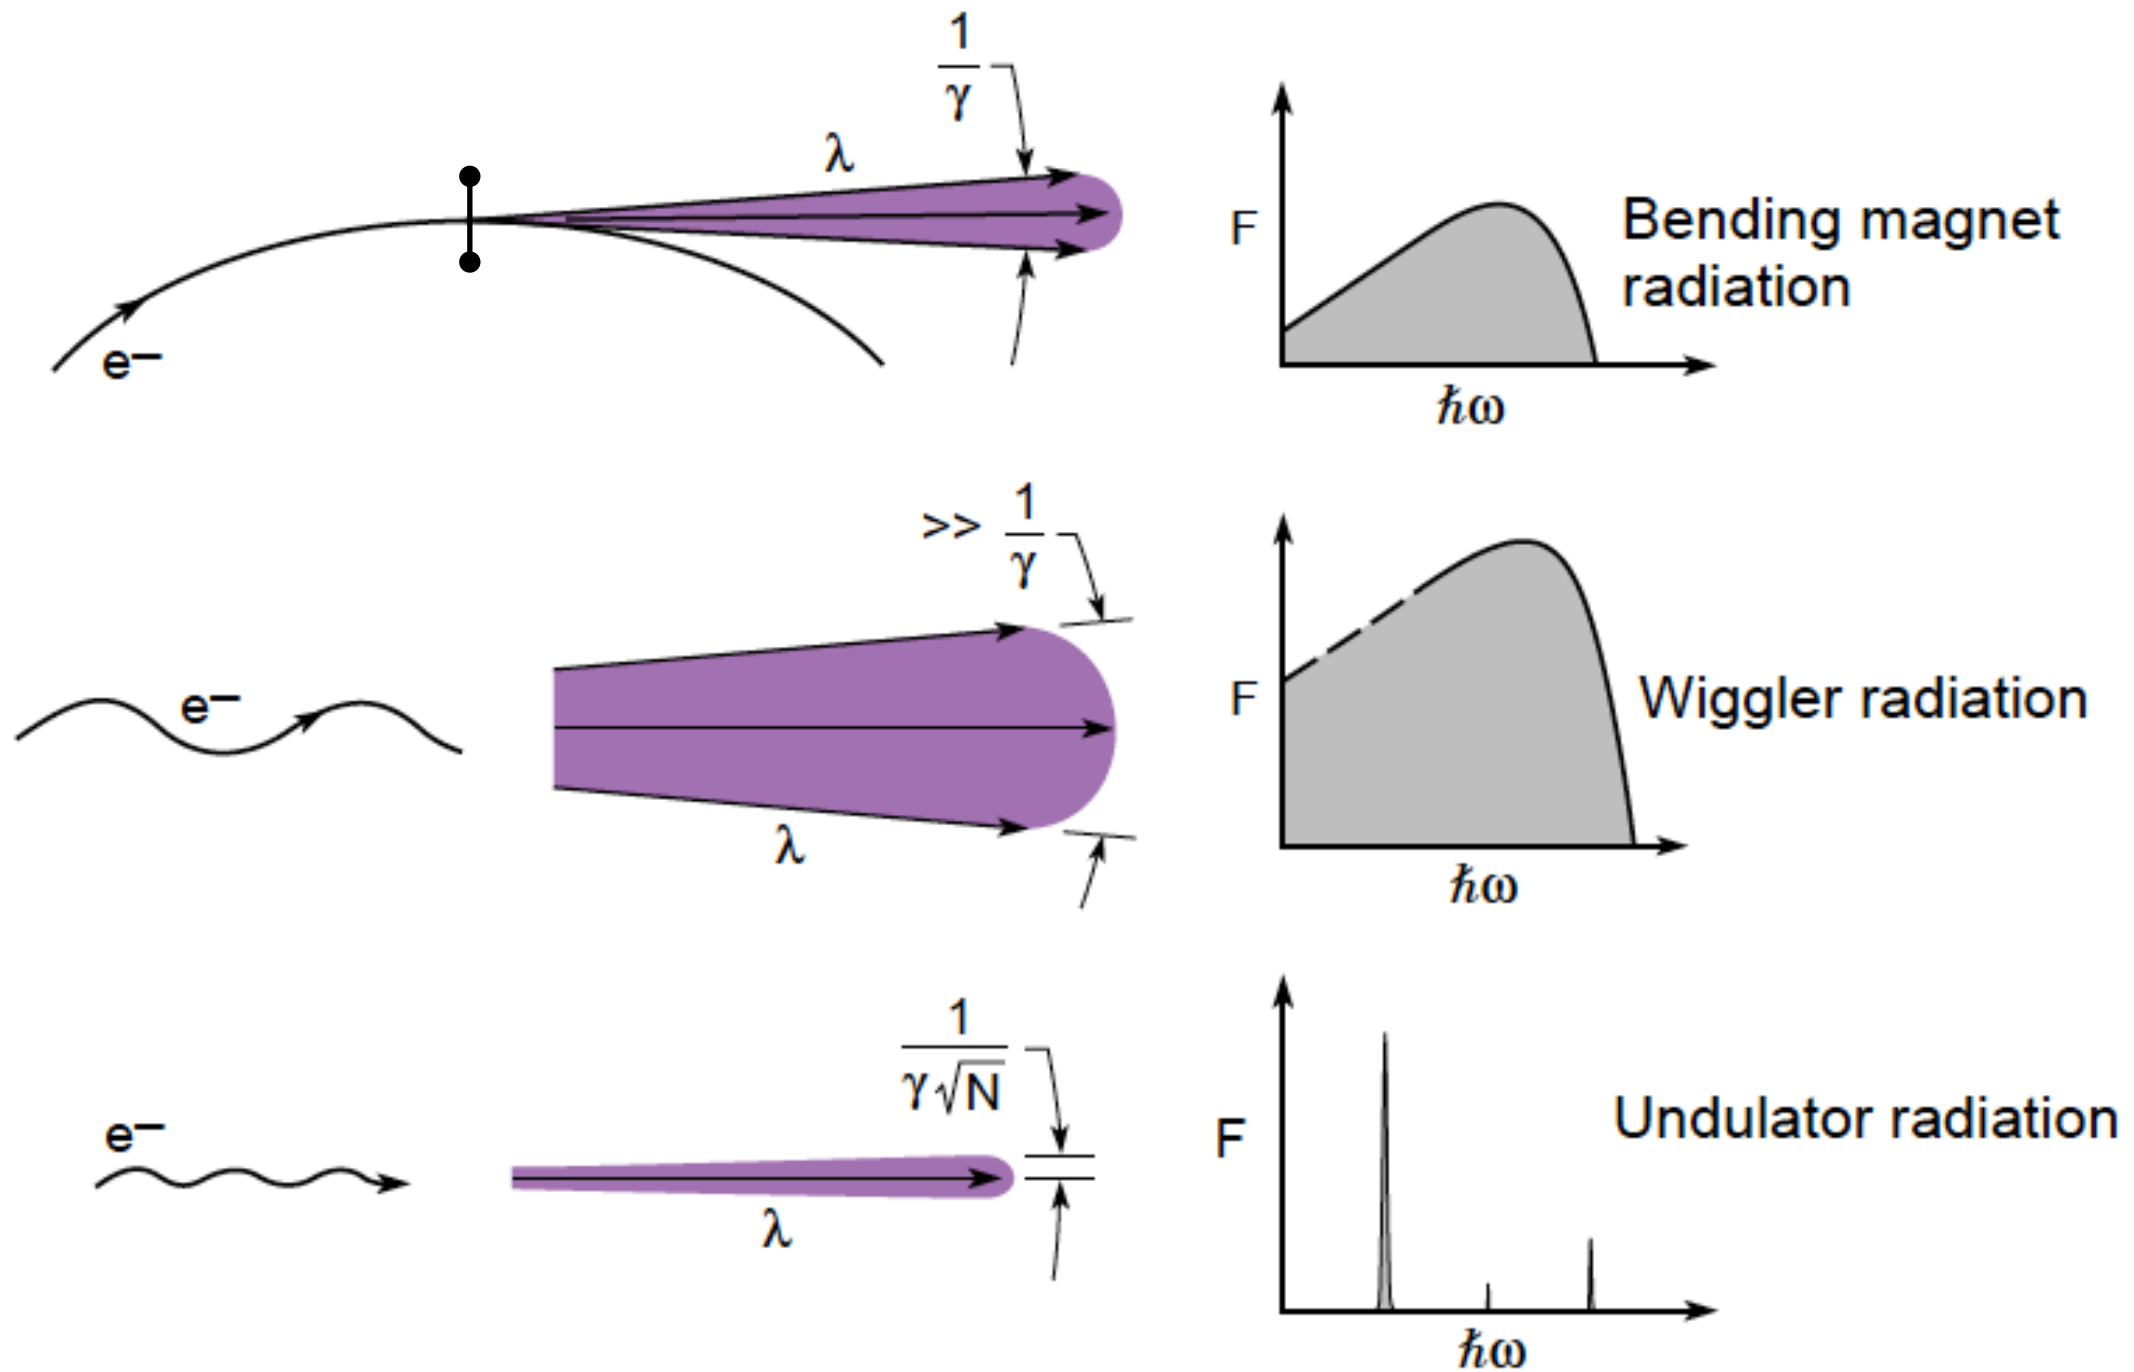 1
γ
λ
e–
F
ħω
Bending magnet
radiation
>> 1
γ
e–
λ
F
ħω
Wiggler radiation
1
γ√N
e–
λ
F
ħω
Undulator radiation